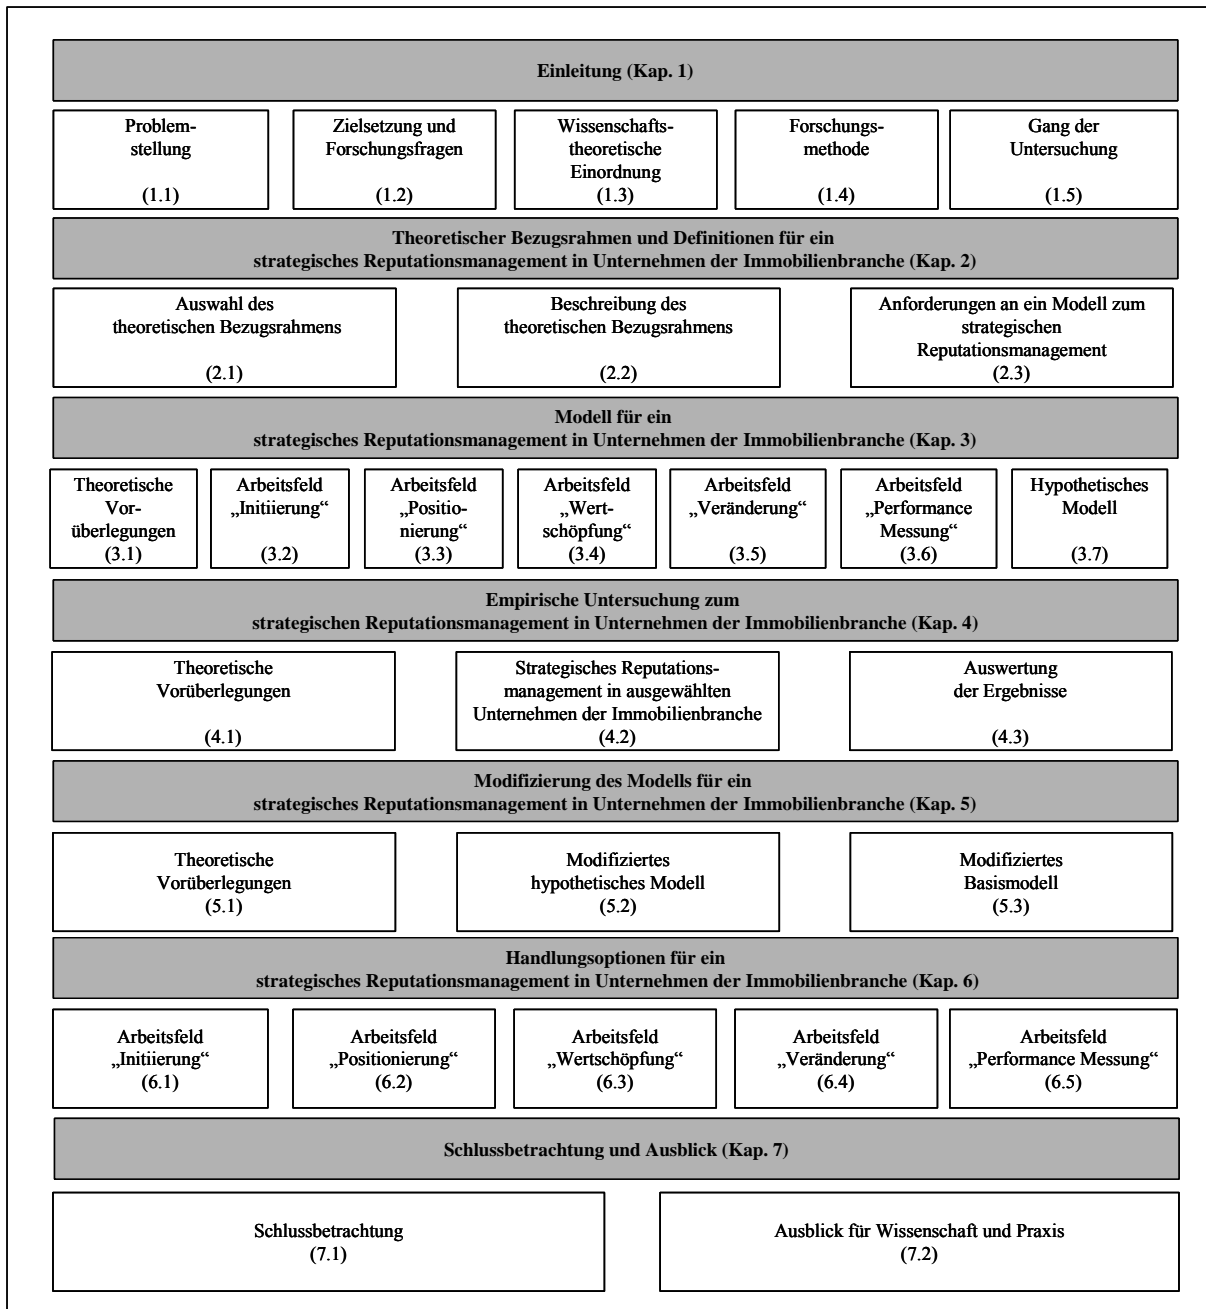 Einleitung (Kap. 1)
Problem-
stellung
(1.1)
Zielsetzung und
Forschungsfragen
(1.2)
Wissenschafts-
theoretische
Einordnung
(1.3)
Forschungs-
methode
(1.4)
Gang der
Untersuchung
(1.5)
Theoretischer Bezugsrahmen und Definitionen für ein
strategisches Reputationsmanagement in Unternehmen der Immobilienbranche (Kap. 2)
Auswahl des
theoretischen Bezugsrahmens
(2.1)
Beschreibung des
theoretischen Bezugsrahmens
(2.2)
Anforderungen an ein Modell zum
strategischen
Reputationsmanagement
(2.3)
Modell für ein
strategisches Reputationsmanagement in Unternehmen der Immobilienbranche (Kap. 3)
Theoretische
Vor-
überlegungen
(3.1)
Arbeitsfeld
„Initiierung“
(3.2)
Arbeitsfeld
„Positio-
nierung“
(3.3)
Arbeitsfeld
„Wert-
schöpfung“
(3.4)
Arbeitsfeld
„Veränderung“
(3.5)
Arbeitsfeld
„Performance
Messung“
(3.6)
Hypothetisches
Modell
(3.7)
Empirische Untersuchung zum
strategischen Reputationsmanagement in Unternehmen der Immobilienbranche (Kap. 4)
Theoretische
Vorüberlegungen
(4.1)
Strategisches Reputations-
management in ausgewählten
Unternehmen der Immobilienbranche
(4.2)
Auswertung
der Ergebnisse
(4.3)
Modifizierung des Modells für ein
strategisches Reputationsmanagement in Unternehmen der Immobilienbranche (Kap. 5)
Theoretische
Vorüberlegungen
(5.1)
Modifiziertes
hypothetisches Modell
(5.2)
Modifiziertes
Basismodell
(5.3)
Handlungsoptionen für ein
strategisches Reputationsmanagement in Unternehmen der Immobilienbranche (Kap. 6)
Arbeitsfeld
„Initiierung“
(6.1)
Arbeitsfeld
„Positionierung“
(6.2)
Arbeitsfeld
„Wertschöpfung“
(6.3)
Arbeitsfeld
„Veränderung“
(6.4)
Arbeitsfeld
„Performance Messung“
(6.5)
Schlussbetrachtung und Ausblick (Kap. 7)
Schlussbetrachtung
(7.1)
Ausblick für Wissenschaft und Praxis
(7.2)